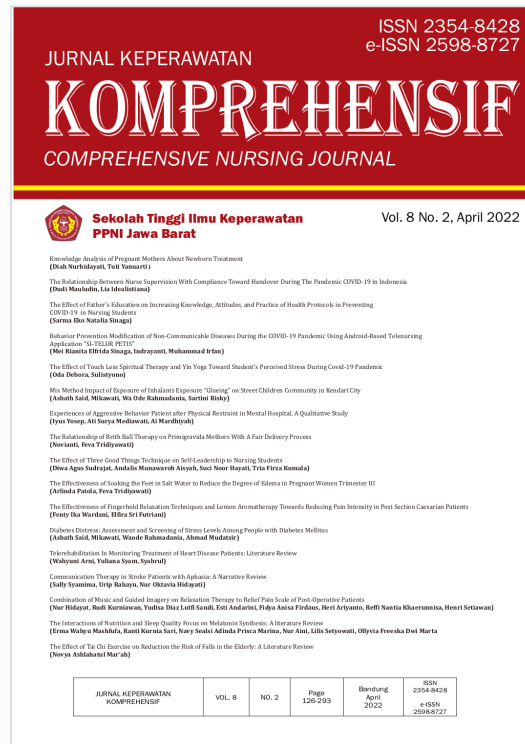 ISSN 2354-8428
e-ISSN 2598-8727
JURNAL KEPERAWATAN
KOMPREHENSIF
COMPREHENSIVE NURSING JOURNAL
Sekolah Tinggi Ilmu Keperawatan
PPNI Jawa Barat
Vol. 8 No. 2, April 2022
Knowledge Analysis of Pregnant Mothers About Newborn Treatment
(Diah Nurhidayati, Tuti Yanuarti)
The Relationship Between Nurse Supervision With Compliance Toward Handover During The Pandemic COVID-19 in Indonesia
(Dudi Mauludin, Lia Idealistiana)
The Effect of Father's Education on Increasing Knowledge, Attitudes, and Practice of Health Protocols in Preventing
COVID-19 in Nursing Students
(Sarma Eko Natalia Sinaga)
Behavior Prevention Modification of Non-Communicable Diseases During the COVID-19 Pandemic Using Android-Based Telenursing
Application "SI-TELUR PETIS"
(Mei Rianita Elfrida Sinaga, Indrayanti, Muhammad Irfan)
The Effect of Touch Less Spiritual Therapy and Yin Yoga Toward Student's Perceived Stress During Covid-19 Pandemic
(Oda Debora, Sulistyono)
Mix Method Impact of Exposure of Inhalants Exposure "Glueing" on Street Children Community in Kendari City
(Asbath Said, Mikawati, Wa Ode Rahmadania, Sartini Risky)
Experiences of Aggressive Behavior Patient after Physical Restraint in Mental Hospital, A Qualitative Study
(Iyus Yosep, Ati Surya Mediawati, Ai Mardhiyah)
The Relationship of Brith Ball Therapy on Primigravida Mothers With A Fair Delivery Process
(Novianti, Feva Tridiyawati)
The Effect of Three Good Things Technique on Self-Leadership to Nursing Students
(Diwa Agus Sudrajat, Andalis Munawaroh Aisyah, Suci Noor Hayati, Tria Firza Kumala)
The Effectiveness of Soaking the Feet in Salt Water to Reduce the Degree of Edema in Pregnant Women Trimester III
(Arlinda Patola, Feva Tridiyawati)
The Effectiveness of Fingerhold Relaxation Techniques and Lemon Aromatherapy Towards Reducing Pain Intensity in Post Section Caesarian Patients
(Fenty Ika Wardani, Elfira Sri Futriani)
Diabetes Distress: Assessment and Screening of Stress Levels Among People with Diabetes Mellitus
(Asbath Said, Mikawati, Waode Rahmadania, Ahmad Mudatsir)
Telerehabilitation In Monitoring Treatment of Heart Disease Patients: Literature Review
(Wahyuni Arni, Yuliana Syam, Syahrul)
Communication Therapy in Stroke Patients with Aphasia: A Narrative Review
(Sally Syamima, Urip Rahayu, Nur Oktavia Hidayati)
Combination of Music and Guided Imagery on Relaxation Therapy to Relief Pain Scale of Post-Operative Patients
(Nur Hidayat, Rudi Kurniawan, Yudisa Diaz Lutfi Sandi, Esti Andarini, Fidya Anisa Firdaus, Heri Ariyanto, Reffi Nantia Khaerunnisa, Henri Setiawan)
The Interactions of Nutrition and Sleep Quality Focus on Melatonin Synthesis: A literature Review
(Erma Wahyu Mashfufa, Ranti Kurnia Sari, Navy Sealsi Adinda Prisca Marina, Nur Aini, Lilis Setyowati, Ollyvia Freeska Dwi Marta
The Effect of Tai Chi Exercise on Reduction the Risk of Falls in the Elderly: A Literature Review
(Novya Ashlahatul Mar'ah)
JURNAL KEPERAWATAN
KOMPREHENSIF
VOL. 8
NO. 2
Page
126-293
Bandung
April
2022
ISSN
2354-8428
e-ISSN
2598-8727